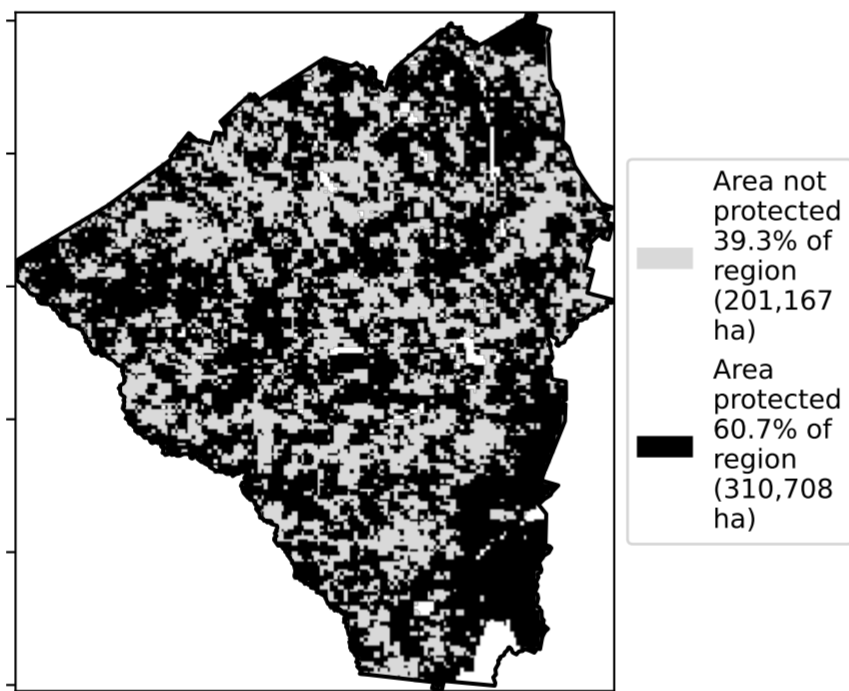 Area not
protected
39.3% of
region
(201,167
ha)
Area
protected
60.7% of
region
(310,708
ha)